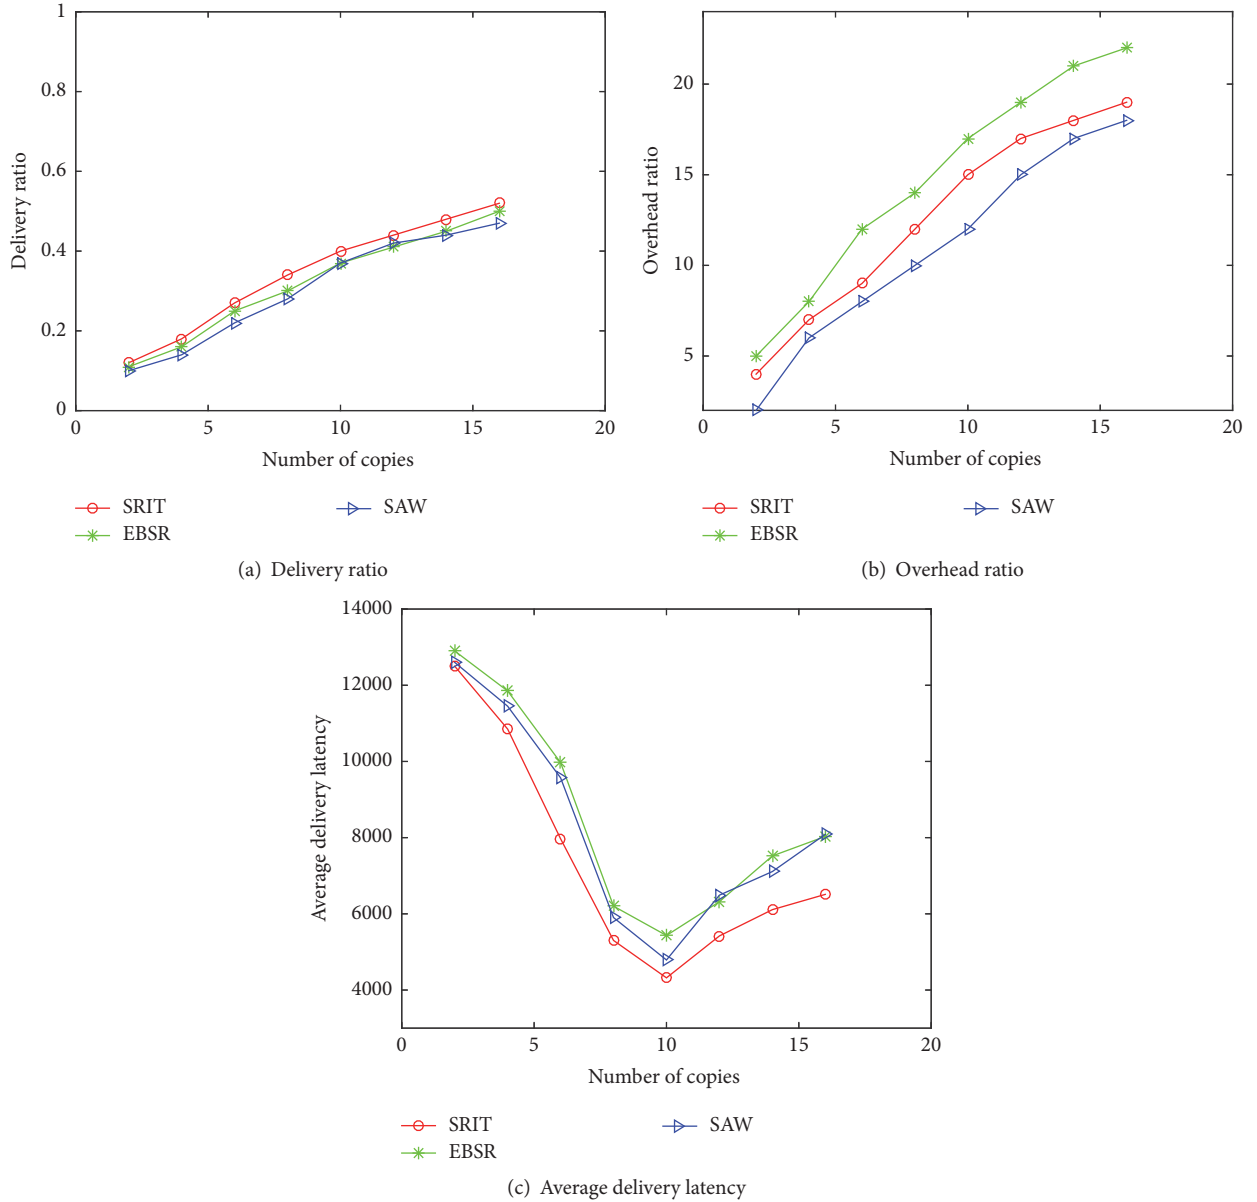 1
0.8
0.6
0.4
0.2
0
Delivery ratio
0 5 10 15 20
Number of copies
SRIT SAW
EBSR
(a) Delivery ratio
20
15
10
5
Overhead ratio
0 5 10 15 20
Number of copies
SRIT SAW
EBSR
(b) Overhead ratio
14000
12000
10000
8000
6000
4000
Average delivery latency
0 5 10 15 20
Number of copies
SRIT SAW
EBSR
(c) Average delivery latency